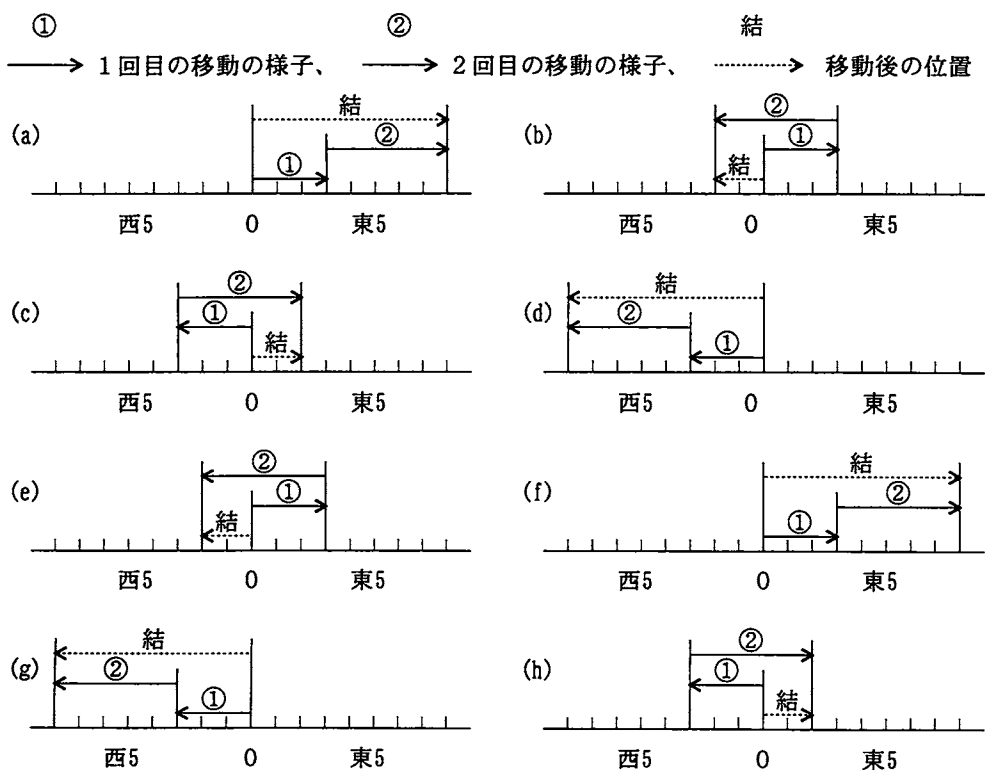 ① ② 結
1回目の移動の様子、 2回目の移動の様子、 移動後の位置
(a) 結 ② ①
西5 0 東5
(b) ② ① 結
西5 0 東5
(c) ② ① 結
西5 0 東5
(d) 結 ② ①
西5 0 東5
(e) ② ① 結
西5 0 東5
(f) 結 ② ①
西5 0 東5
(g) 結 ② ①
西5 0 東5
(h) ② ① 結
西5 0 東5